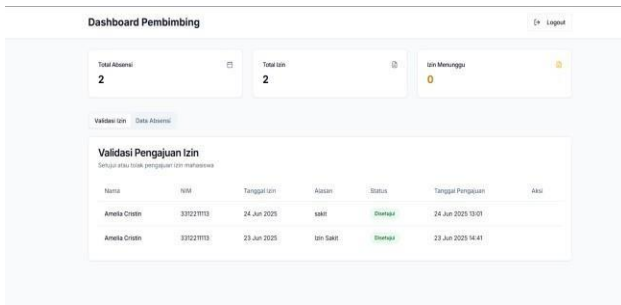 Dashboard Pembimbing
Logout
Total Absensi
2
Total Izin
2
Izin Menunggu
0
Validasi Izin Data Absensi
Validasi Pengajuan Izin
Setujui atau tolak pengajuan izin mahasiswa
Nama NIM Tanggal Izin Alasan Status Tanggal Pengajuan Aksi
Amelia Cristin 3312211113 24 Jun 2025 sakit Disetujui 24 Jun 2025 13:01
Amelia Cristin 3312211113 23 Jun 2025 Izin Sakit Disetujui 23 Jun 2025 14:41